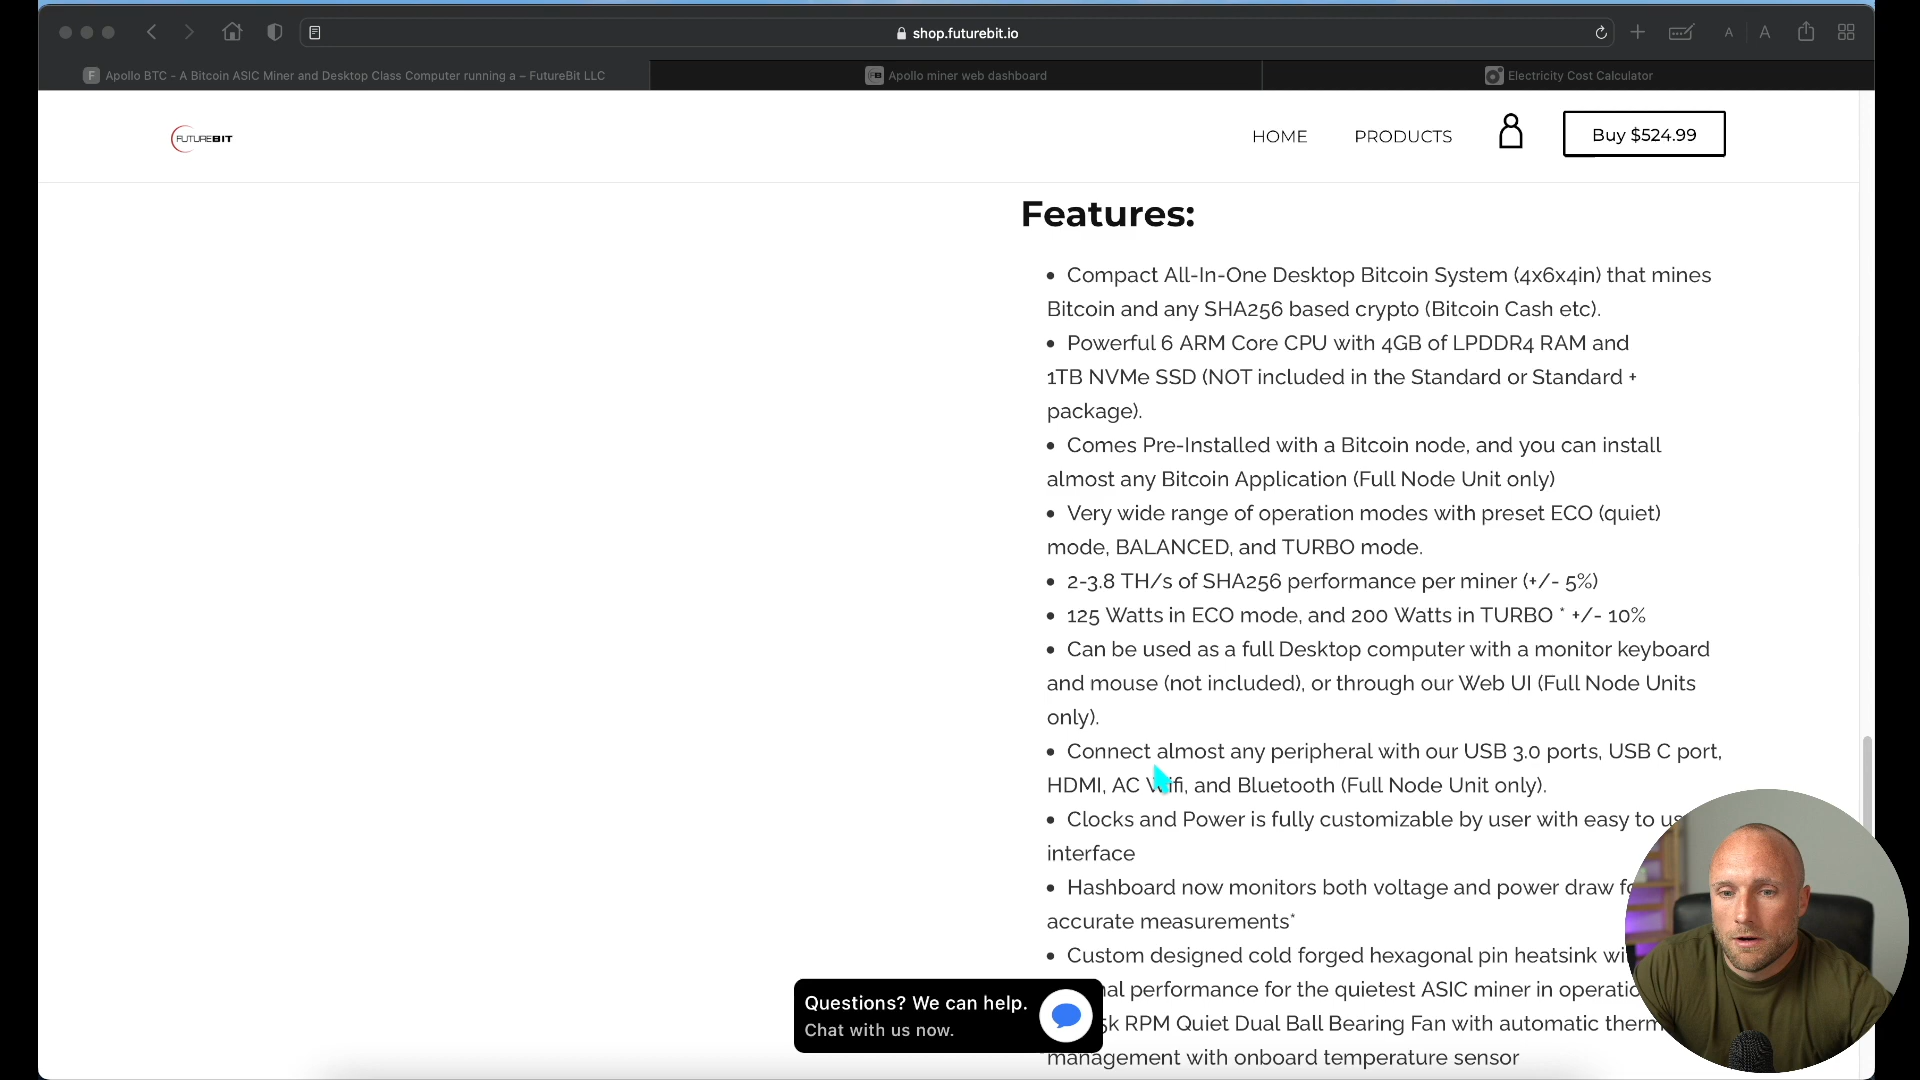 shop.futurebit.io
A A
F Apollo BTC - A Bitcoin ASIC Miner and Desktop Class Computer running a – FutureBit LLC
FB Apollo miner web dashboard
Electricity Cost Calculator
FUTUREBIT
HOME PRODUCTS Buy $524.99
Features:
• Compact All-In-One Desktop Bitcoin System (4x6x4in) that mines
Bitcoin and any SHA256 based crypto (Bitcoin Cash etc).
• Powerful 6 ARM Core CPU with 4GB of LPDDR4 RAM and
1TB NVMe SSD (NOT included in the Standard or Standard +
package).
• Comes Pre-Installed with a Bitcoin node, and you can install
almost any Bitcoin Application (Full Node Unit only)
• Very wide range of operation modes with preset ECO (quiet)
mode, BALANCED, and TURBO mode.
• 2-3.8 TH/s of SHA256 performance per miner (+/- 5%)
• 125 Watts in ECO mode, and 200 Watts in TURBO * +/- 10%
• Can be used as a full Desktop computer with a monitor keyboard
and mouse (not included), or through our Web UI (Full Node Units
only).
• Connect almost any peripheral with our USB 3.0 ports, USB C port,
HDMI, AC Wifi, and Bluetooth (Full Node Unit only).
• Clocks and Power is fully customizable by user with easy to
interface
• Hashboard now monitors both voltage and power draw
accurate measurements*
• Custom designed cold forged hexagonal pin heatsink
performance for the quietest ASIC miner in
RPM Quiet Dual Ball Bearing Fan with automatic
management with onboard temperature sensor
Questions? We can help.
Chat with us now.